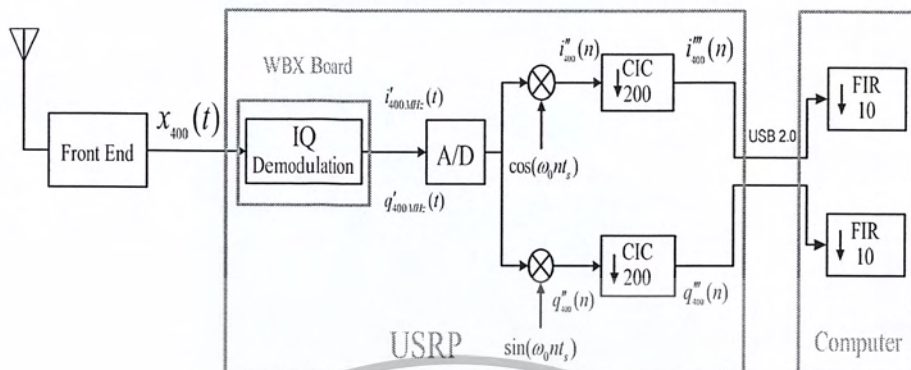 WBX Board
USRP
Computer
Front End
x₄₀₀(t)
IQ
Demodulation
i′₄₀₀MHz(t)
q′₄₀₀MHz(t)
A/D
cos(ω₀ntₛ)
sin(ω₀ntₛ)
i″₄₀₀(n)
q″₄₀₀(n)
CIC
200
CIC
200
i‴₄₀₀(n)
q‴₄₀₀(n)
USB 2.0
FIR
10
FIR
10